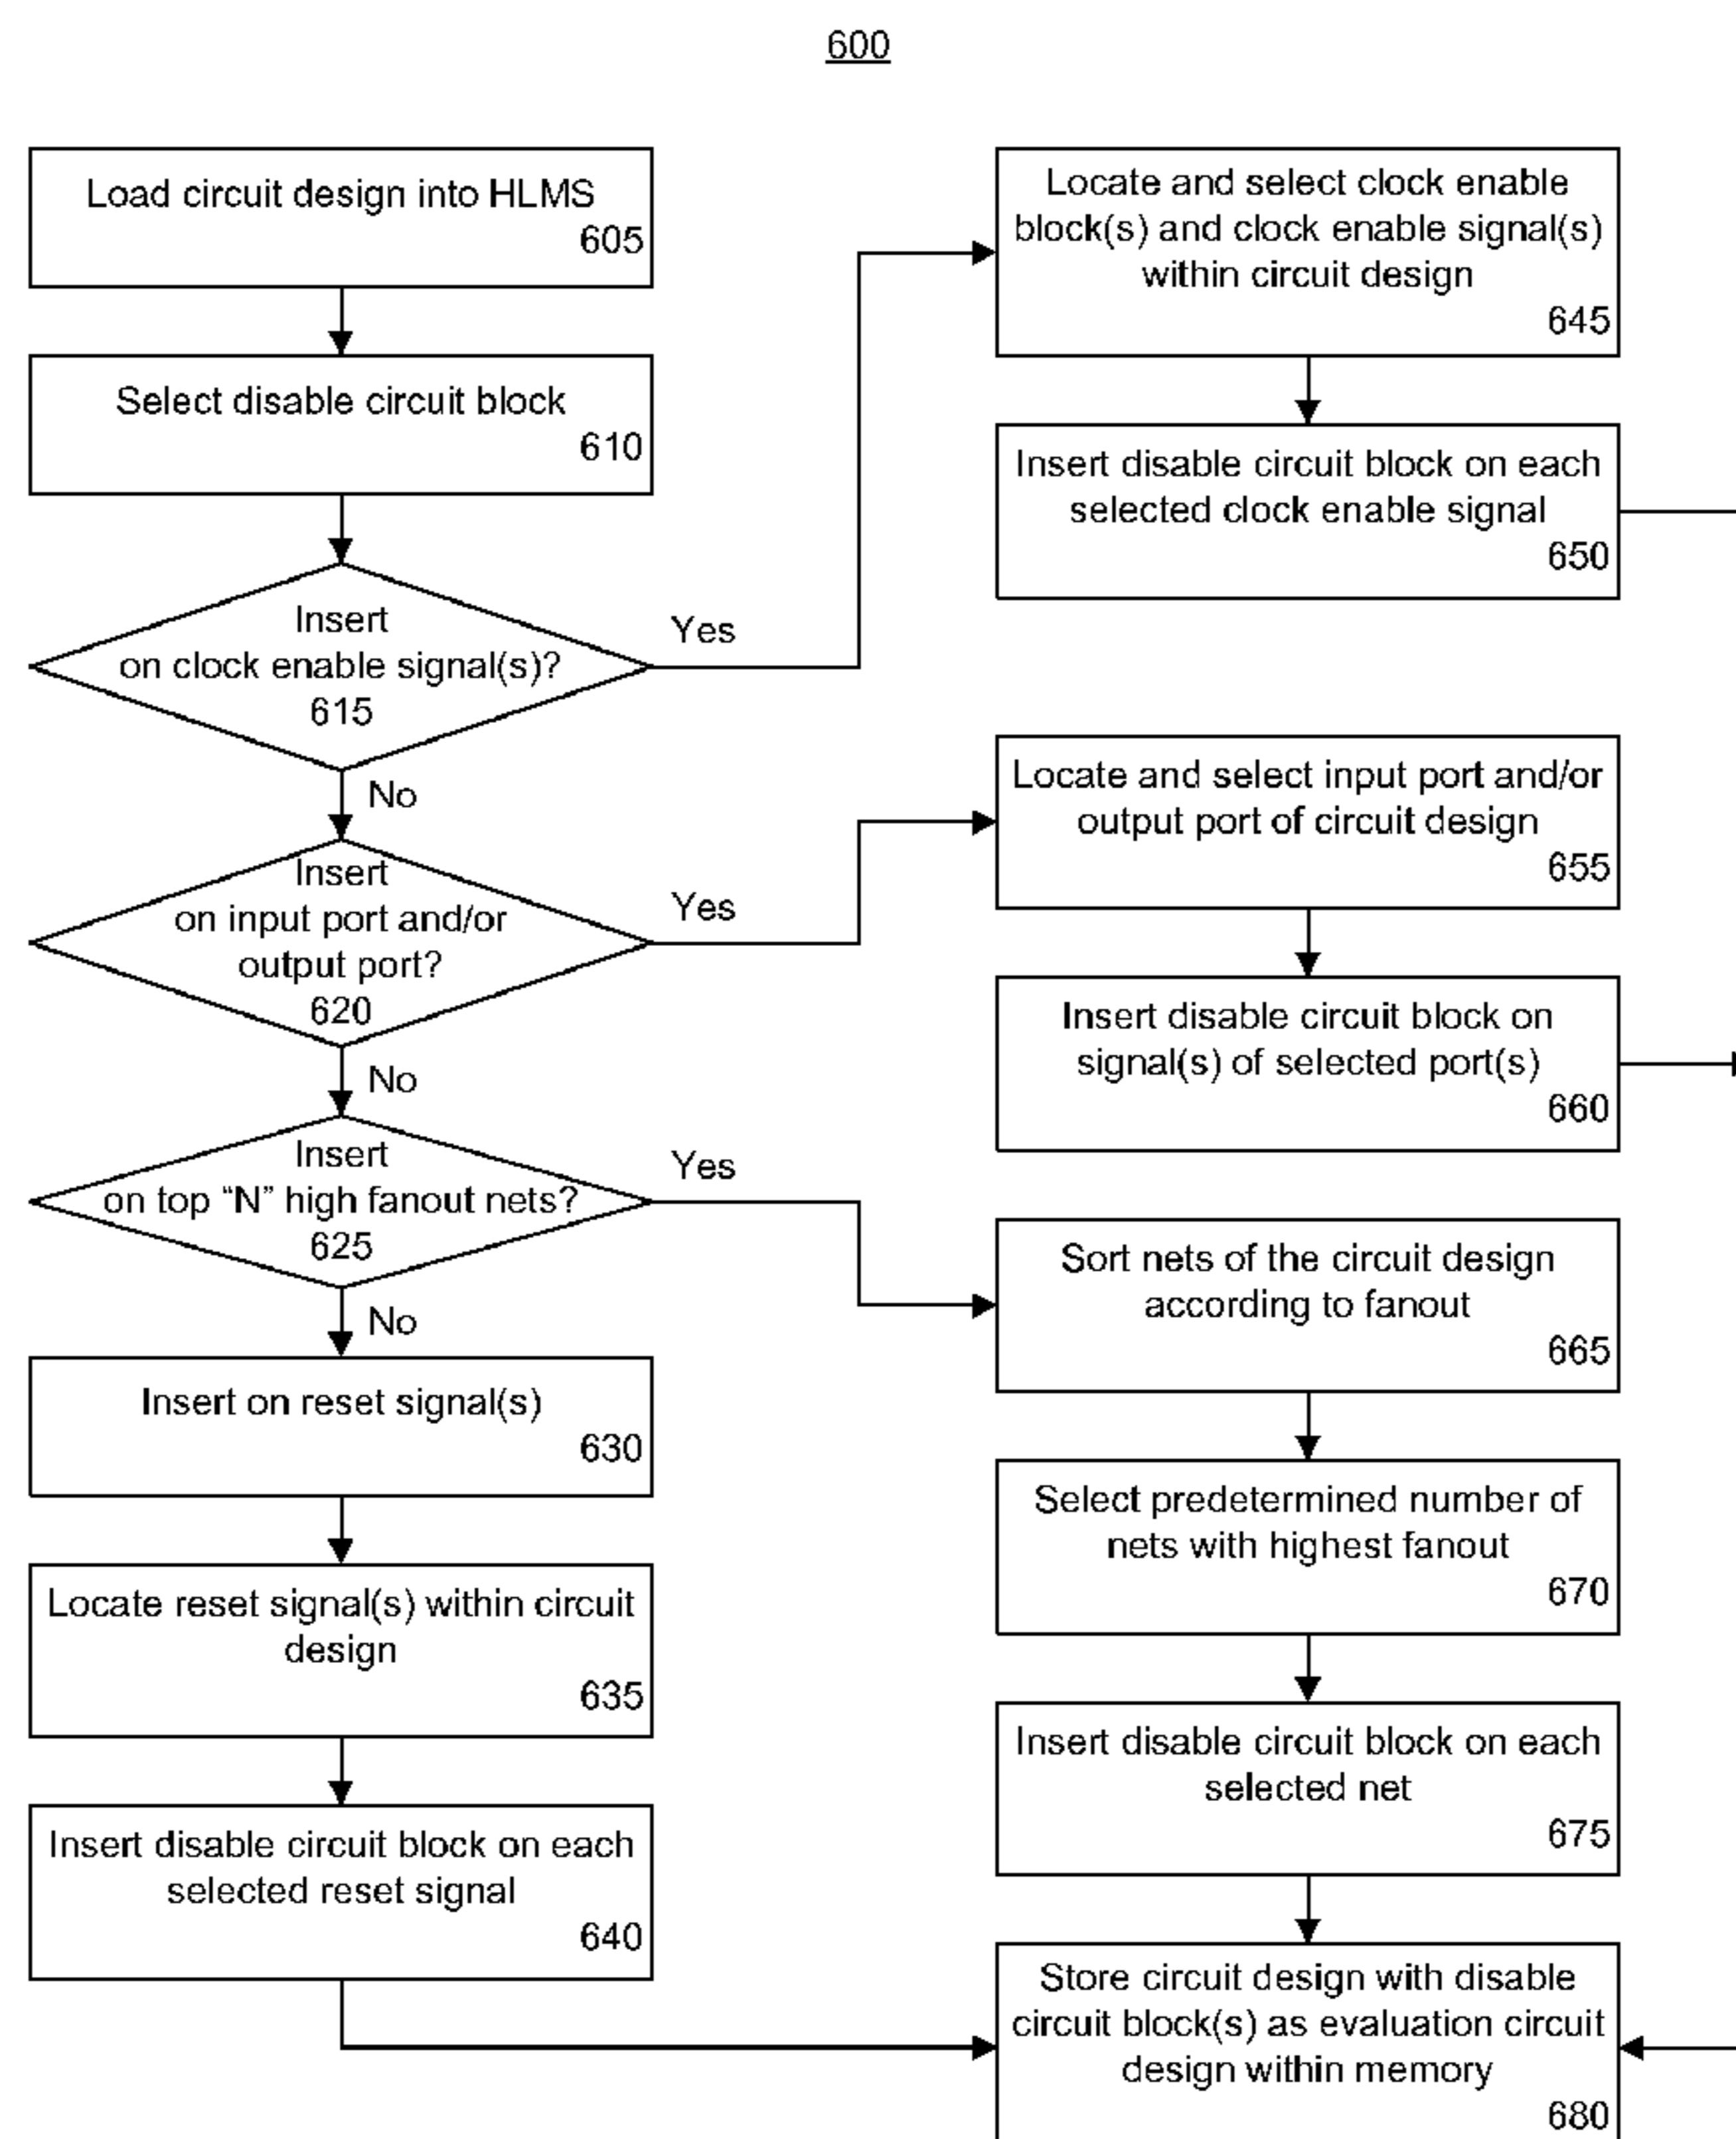 600
Load circuit design into HLMS
605
Select disable circuit block
610
Insert
on clock enable signal(s)?
615
Yes
No
Insert
on input port and/or
output port?
620
Yes
No
Insert
on top “N” high fanout nets?
625
Yes
No
Insert on reset signal(s)
630
Locate reset signal(s) within circuit
design
635
Insert disable circuit block on each
selected reset signal
640
Locate and select clock enable
block(s) and clock enable signal(s)
within circuit design
645
Insert disable circuit block on each
selected clock enable signal
650
Locate and select input port and/or
output port of circuit design
655
Insert disable circuit block on
signal(s) of selected port(s)
660
Sort nets of the circuit design
according to fanout
665
Select predetermined number of
nets with highest fanout
670
Insert disable circuit block on each
selected net
675
Store circuit design with disable
circuit block(s) as evaluation circuit
design within memory
680